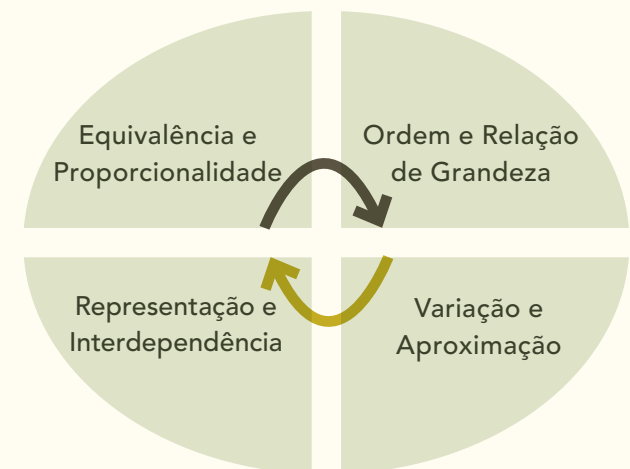 Equivalência e
Proporcionalidade
Ordem e Relação
de Grandeza
Representação e
Interdependência
Variação e
Aproximação